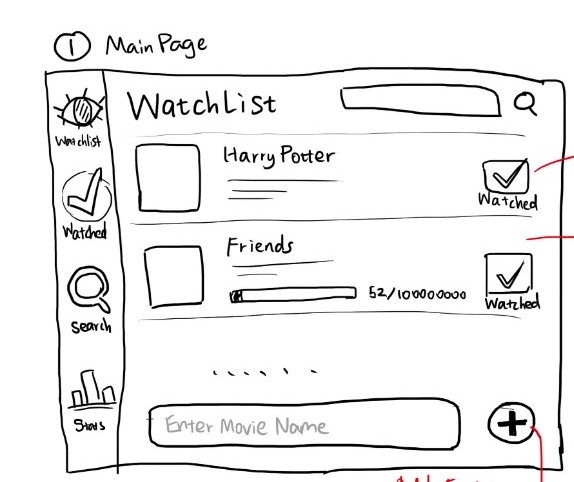 1 Main Page
WatchList
Watchlist
Harry Potter
Watched
Watched
Friends
52/100000000
Watched
Search
Enter Movie Name
Stats